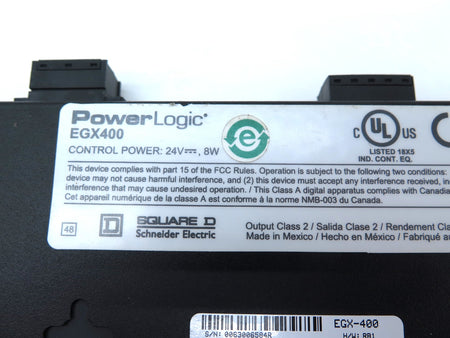 PowerLogic®
EGX400
CONTROL POWER: 24V⎓, 8W
e
C UL US
LISTED 18X5
IND. CONT. EQ.
This device complies with part 15 of the FCC Rules. Operation is subject to the following two conditions:
device may not cause harmful interference, and (2) this device must accept any interference
interference that may cause undesired operation. / This Class A digital apparatus complies with Canadian
Cet appareil numérique de la classe A est conforme à la norme NMB-003 du Canada.
48
SQUARE D
Schneider Electric
Output Class 2 / Salida Clase 2 / Rendement
Made in Mexico / Hecho en México / Fabriqué
EGX-400
S/N: 0063006584R
H/W: RB1